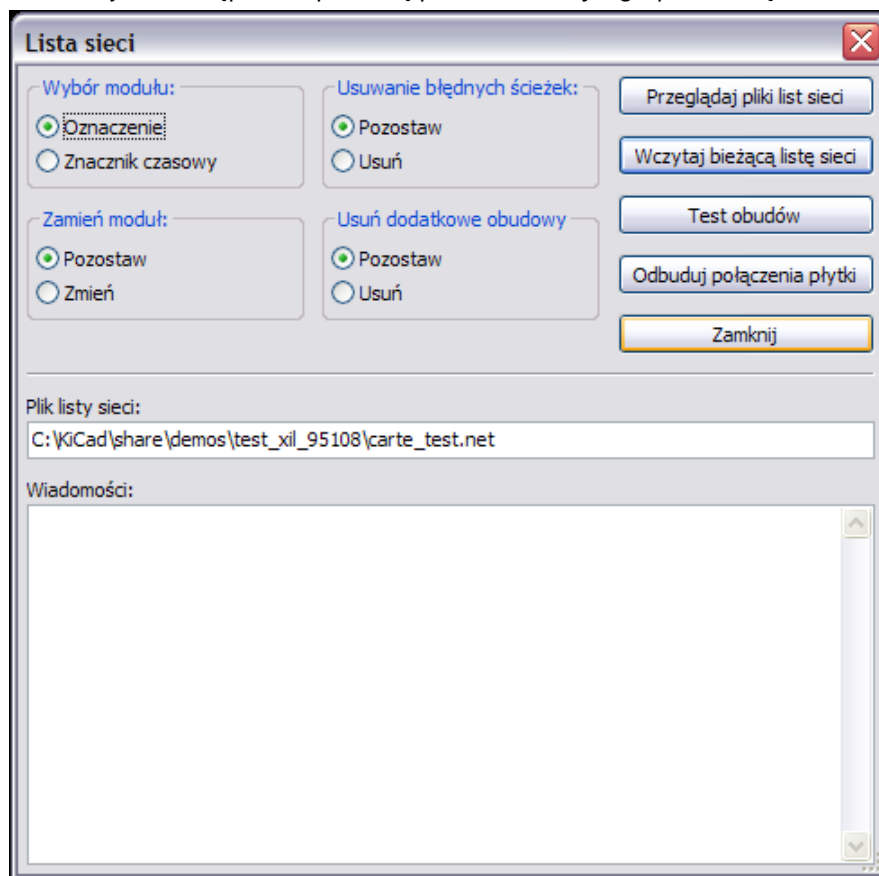 Lista sieci
Wybór modułu:
Oznaczenie
Znacznik czasowy
Usuwanie błędnych ścieżek:
Pozostaw
Usuń
Zamień moduł:
Pozostaw
Zmień
Usuń dodatkowe obudowy
Pozostaw
Usuń
Przeglądaj pliki list sieci
Wczytaj bieżącą listę sieci
Test obudów
Odbuduj połączenia płytki
Zamknij
Plik listy sieci:
C:\KiCad\share\demos\test_xil_95108\carte_test.net
Wiadomości: